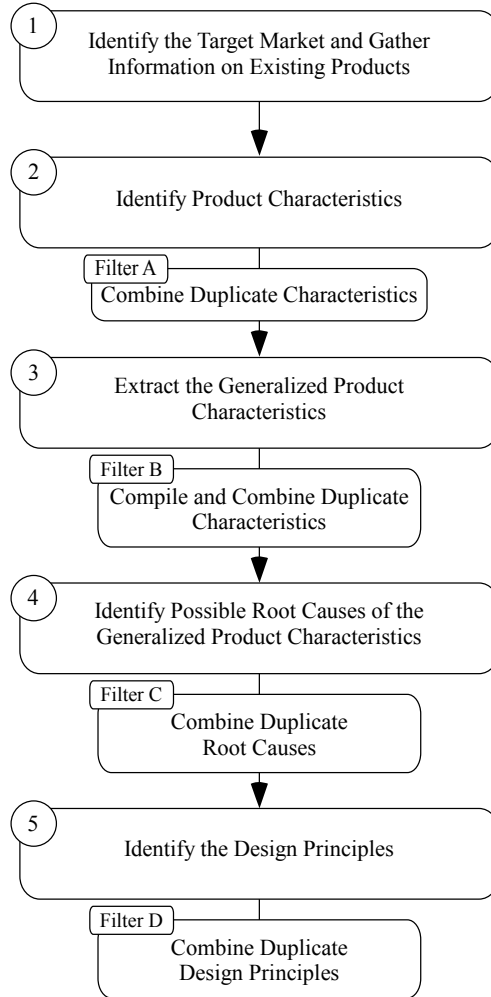 1
Identify the Target Market and Gather
Information on Existing Products
2
Identify Product Characteristics
Filter A
Combine Duplicate Characteristics
3
Extract the Generalized Product
Characteristics
Filter B
Compile and Combine Duplicate
Characteristics
4
Identify Possible Root Causes of the
Generalized Product Characteristics
Filter C
Combine Duplicate
Root Causes
5
Identify the Design Principles
Filter D
Combine Duplicate
Design Principles